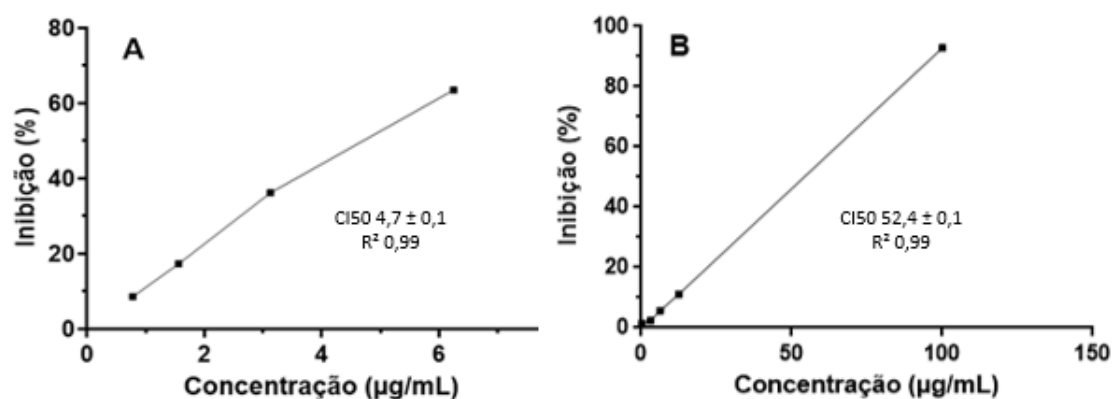 A
Inibição (%)
80
60
40
20
0
CI50 4,7 ± 0,1
R² 0,99
0 2 4 6
Concentração (µg/mL)
B
Inibição (%)
100
80
60
40
20
0
CI50 52,4 ± 0,1
R² 0,99
0 50 100 150
Concentração (µg/mL)